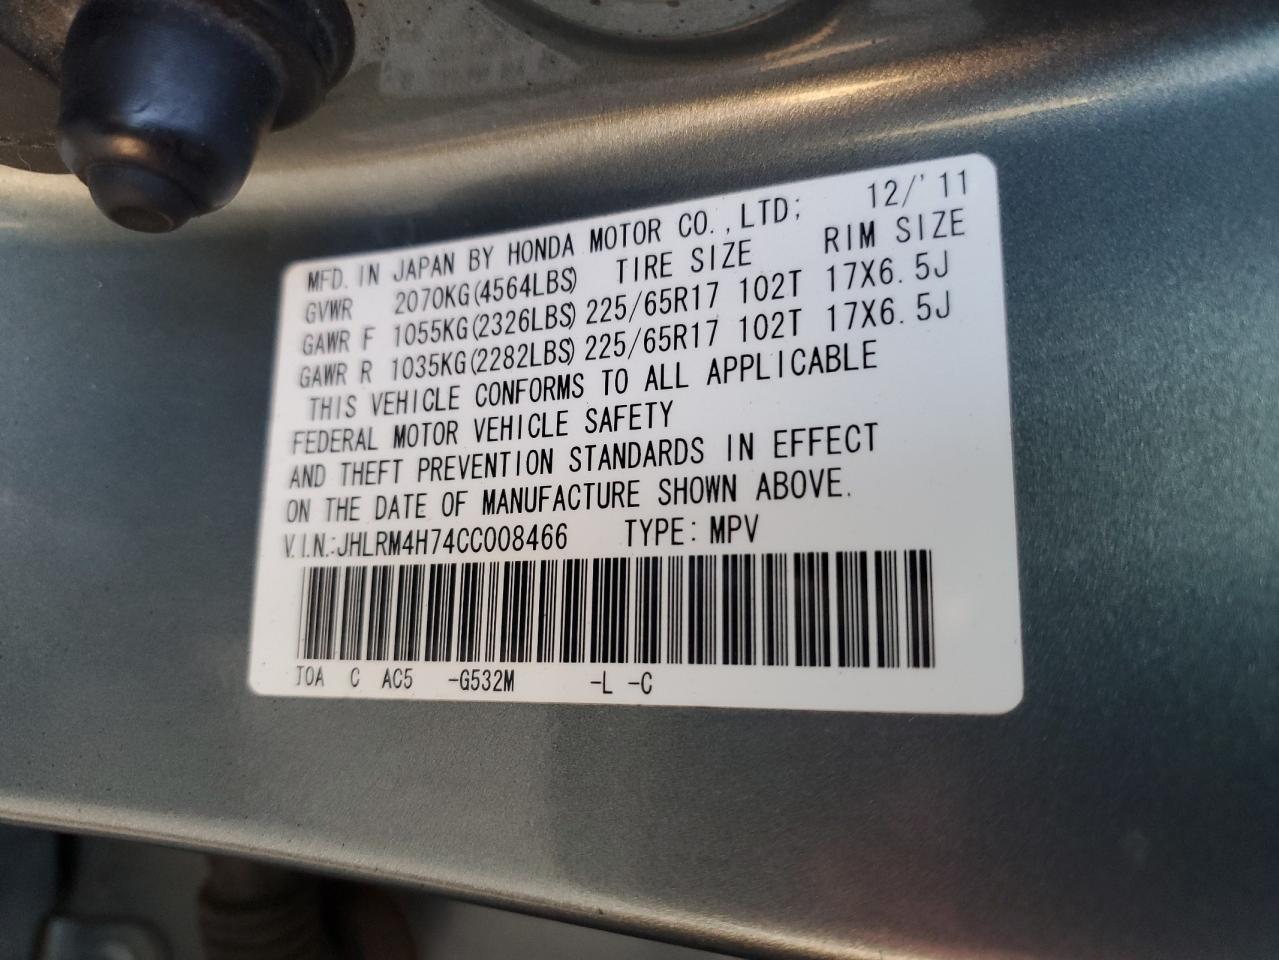 MFD. IN JAPAN BY HONDA MOTOR CO., LTD; 12/'11
GVWR 2070KG(4564LBS) TIRE SIZE RIM SIZE
GAWR F 1055KG(2326LBS) 225/65R17 102T 17X6.5J
GAWR R 1035KG(2282LBS) 225/65R17 102T 17X6.5J
THIS VEHICLE CONFORMS TO ALL APPLICABLE
FEDERAL MOTOR VEHICLE SAFETY
AND THEFT PREVENTION STANDARDS IN EFFECT
ON THE DATE OF MANUFACTURE SHOWN ABOVE.
V.I.N.:JHLRM4H74CC008466 TYPE: MPV
TOA C AC5 -G532M -L -C